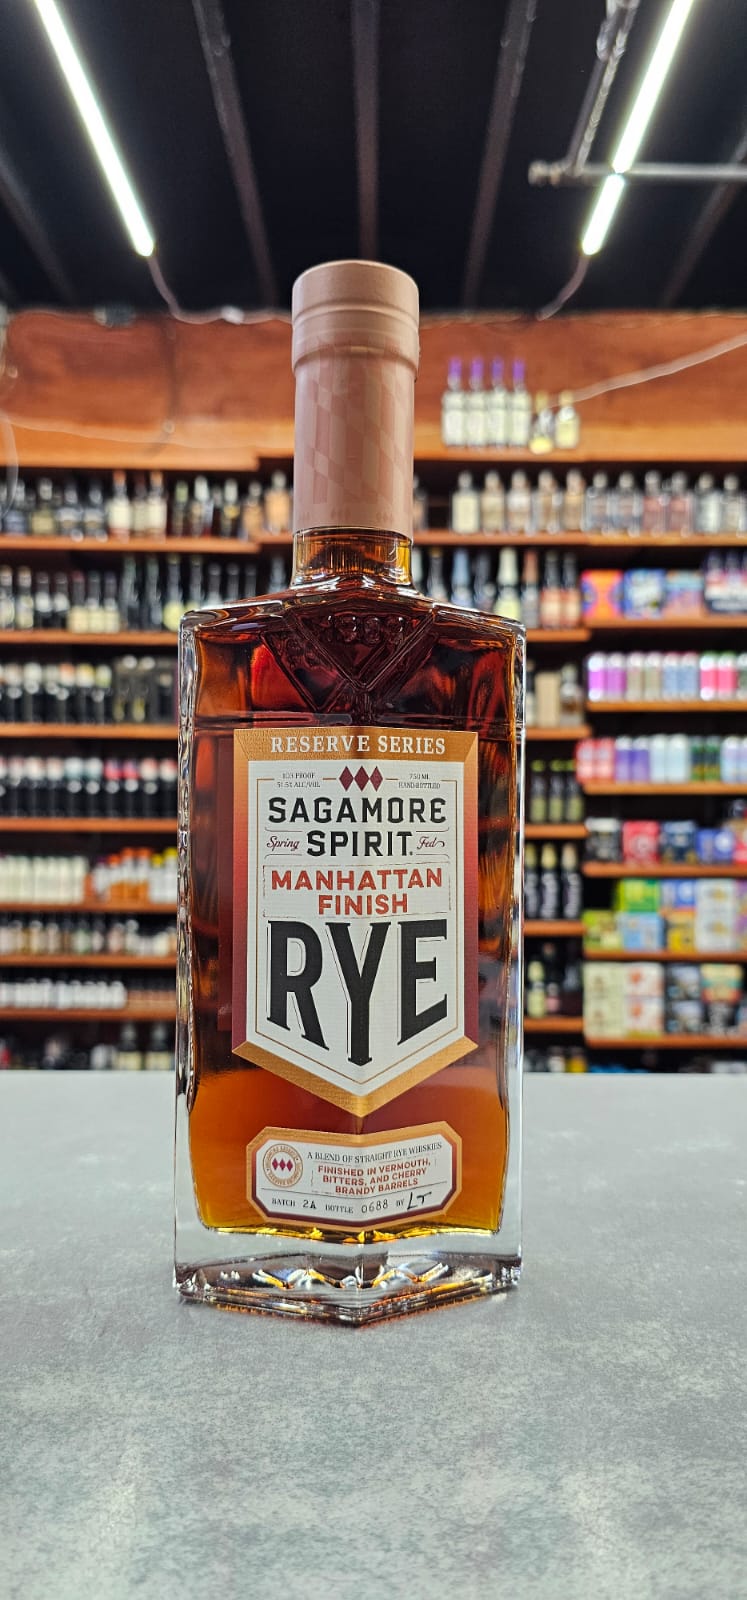 RESERVE SERIES
103 PROOF
51.5% ALC/VOL
750 ML
HAND-BOTTLED
SAGAMORE
Spring SPIRIT Fed
MANHATTAN
FINISH
RYE
A BLEND OF STRAIGHT RYE WHISKIES
FINISHED IN VERMOUTH,
BITTERS, AND CHERRY
BRANDY BARRELS
BATCH 2A BOTTLE 0688 BY LT